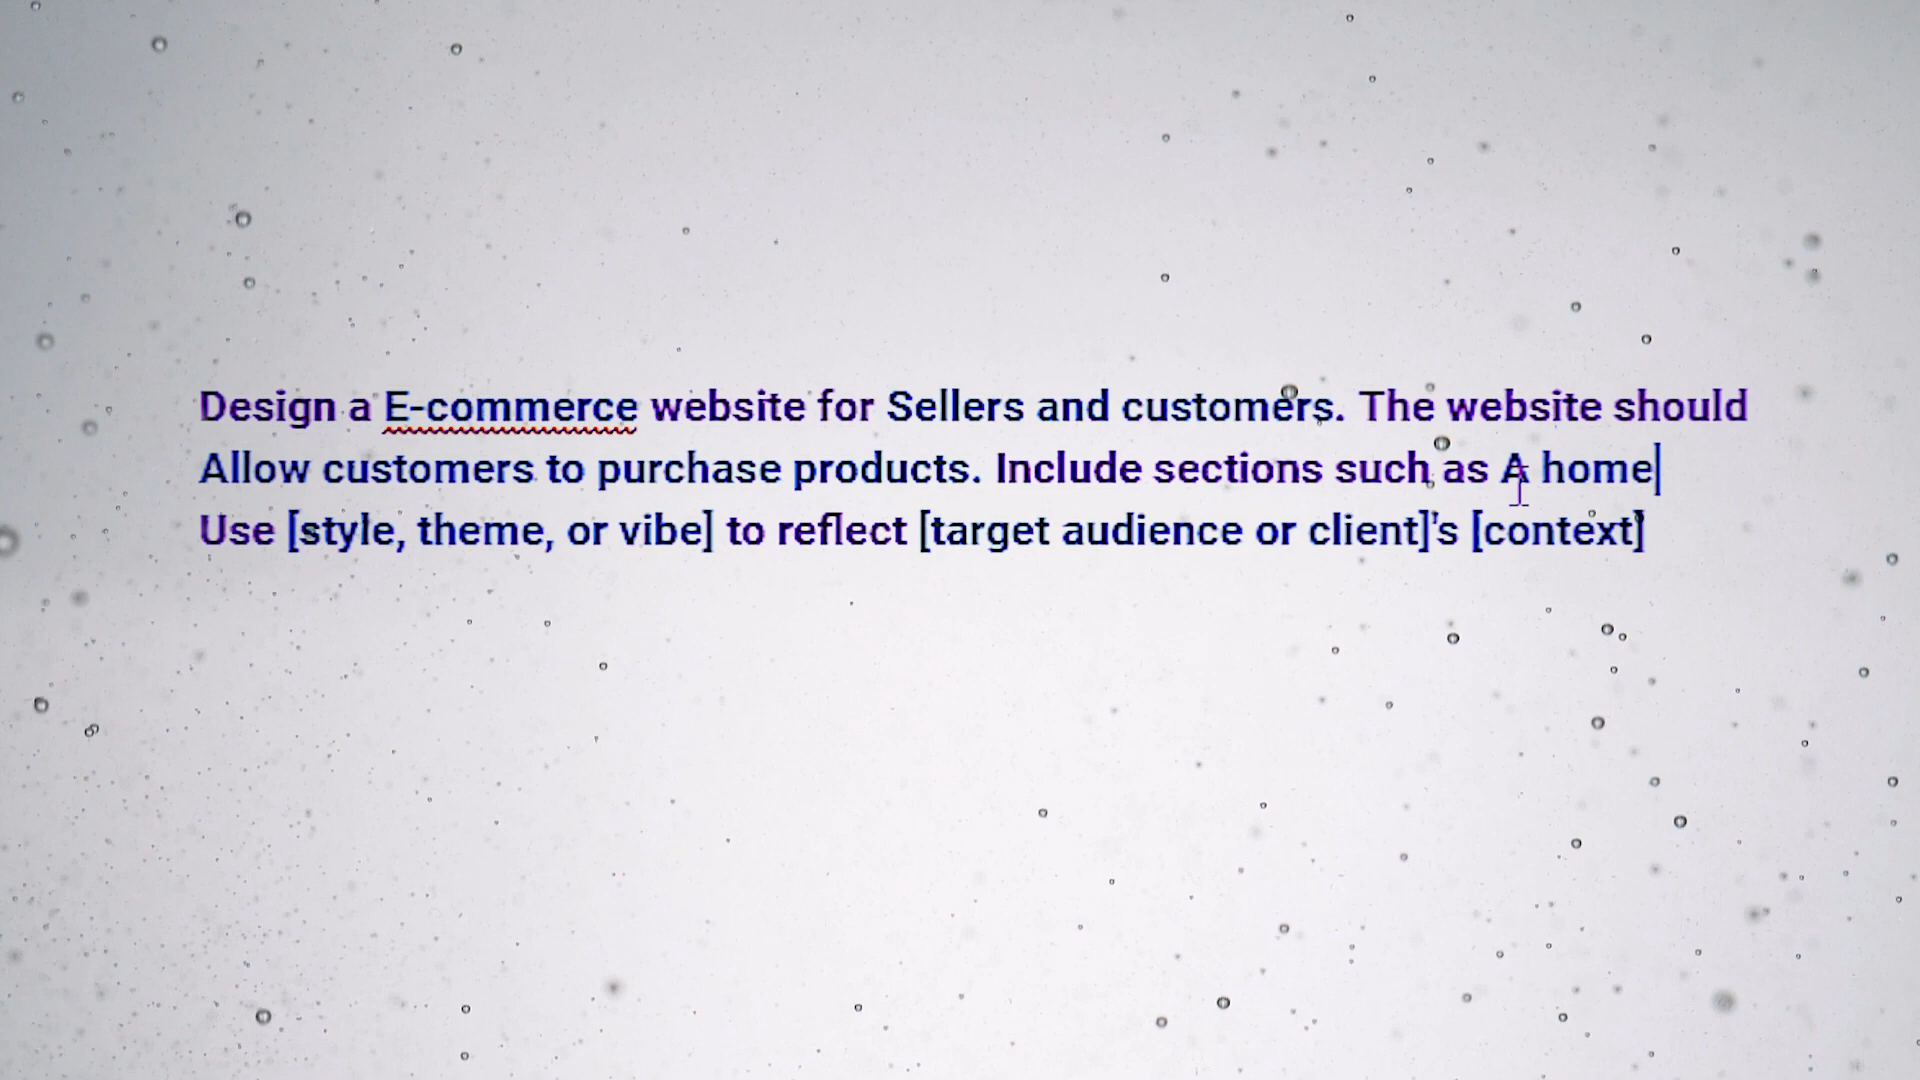 Design a E-commerce website for Sellers and customers. The website should
Allow customers to purchase products. Include sections such as A home
Use [style, theme, or vibe] to reflect [target audience or client]'s [context]